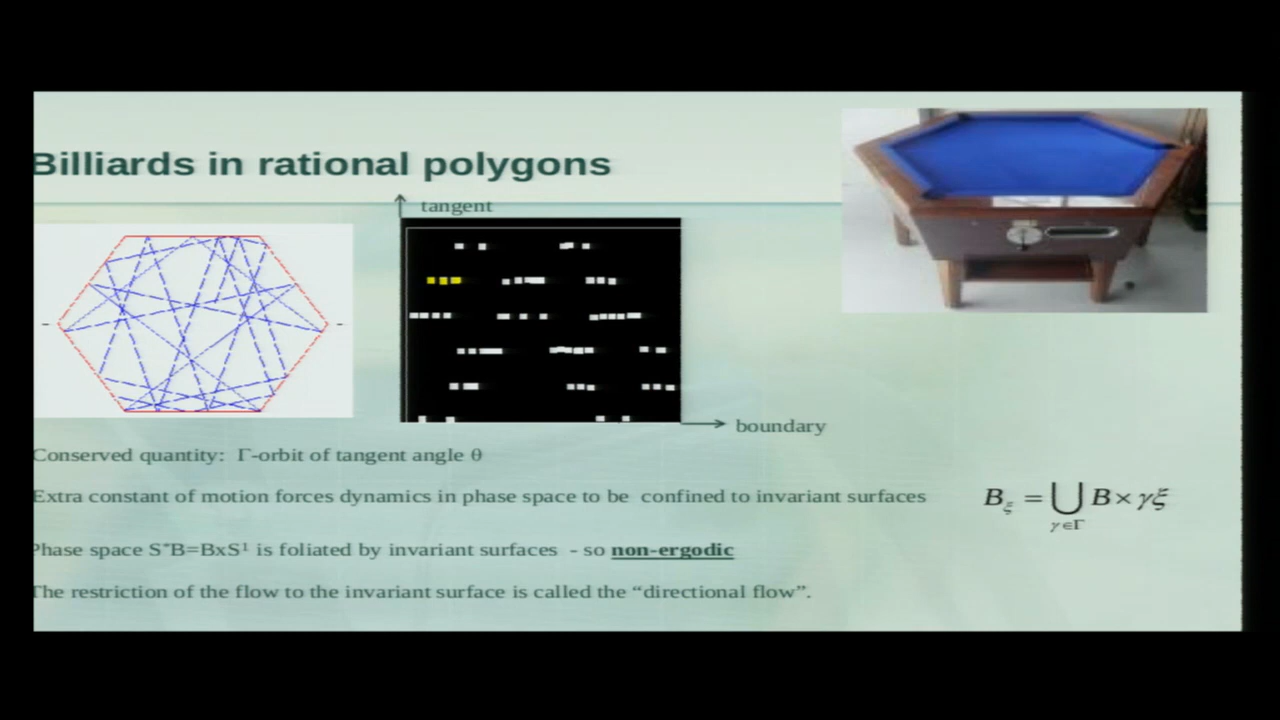 Billiards in rational polygons
tangent
boundary
Conserved quantity: Γ-orbit of tangent angle θ
Extra constant of motion forces dynamics in phase space to be confined to invariant surfaces
B_ξ = ⋃_{γ∈Γ} B × γξ
Phase space S*B=BxS¹ is foliated by invariant surfaces - so non-ergodic
The restriction of the flow to the invariant surface is called the “directional flow”.